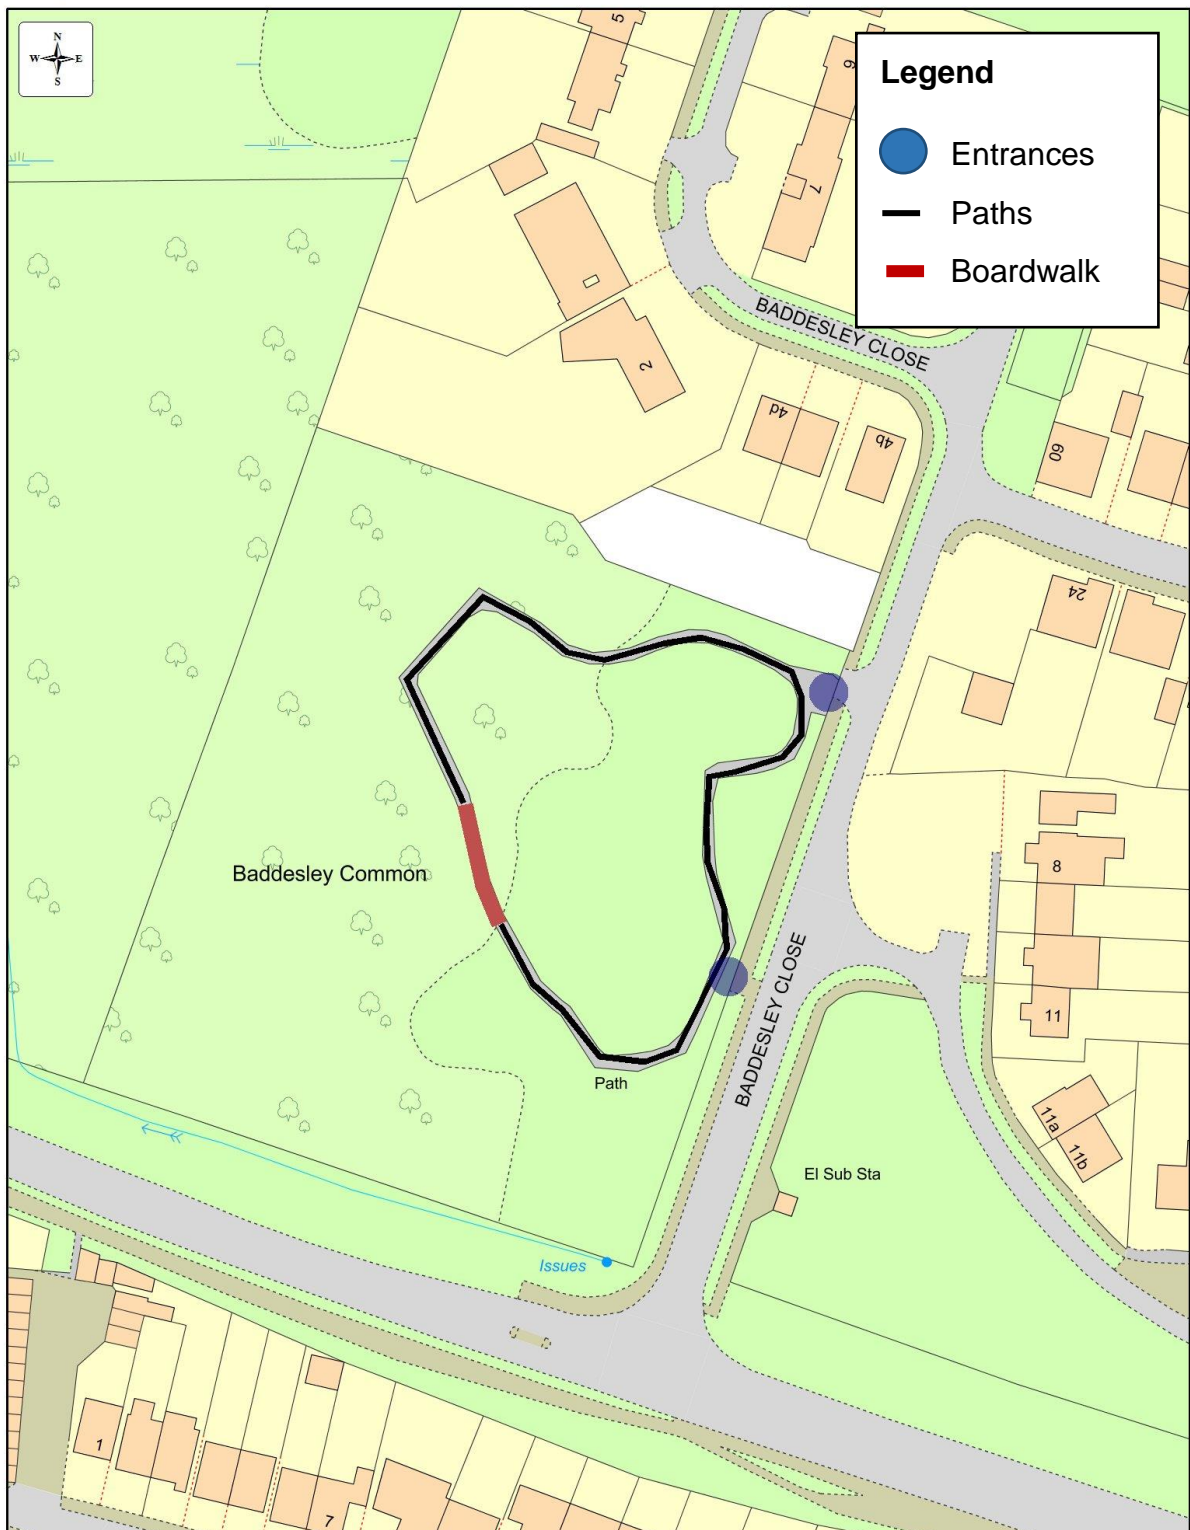 N
W E
S
5
6
7
Legend
Entrances
Paths
Boardwalk
BADDESLEY CLOSE
2
4d
4b
60
24
Baddesley Common
8
11
BADDESLEY CLOSE
Path
11a
11b
El Sub Sta
Issues
1
7